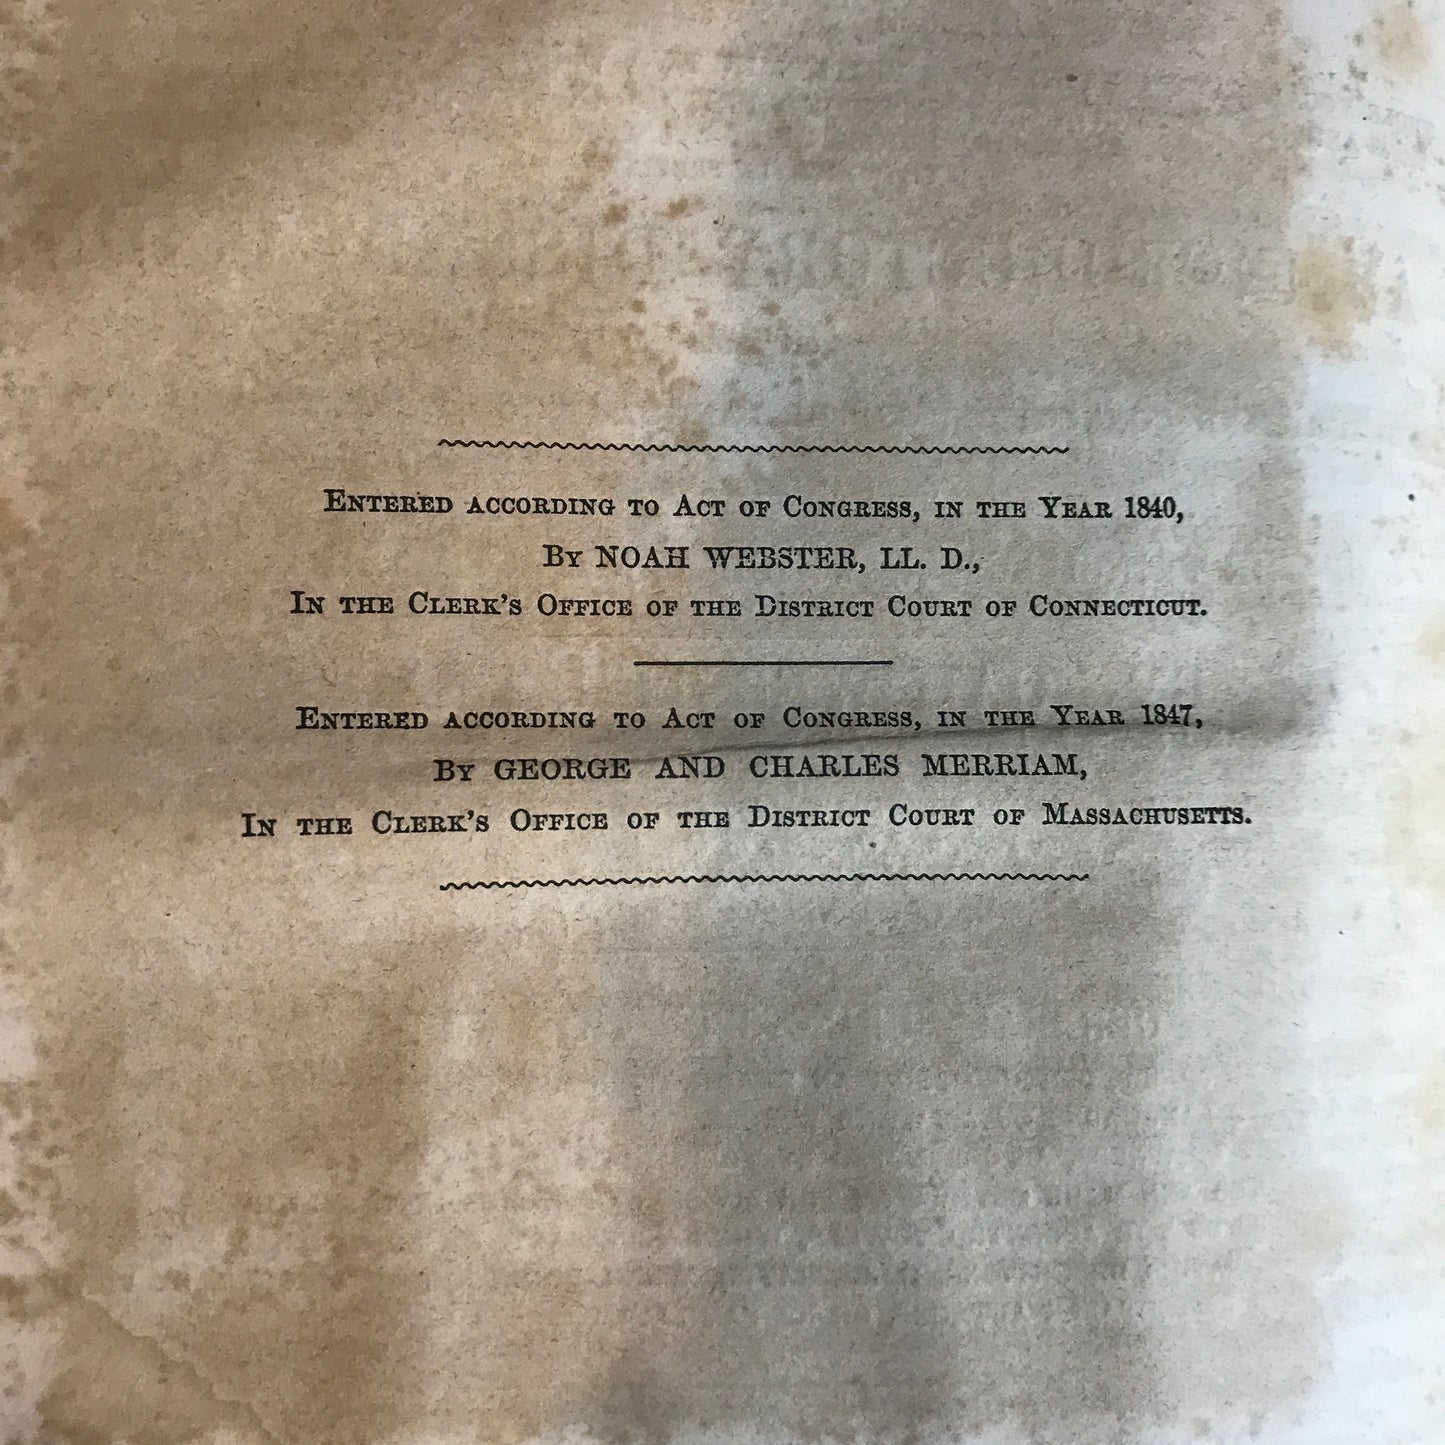 Entered according to Act of Congress, in the Year 1840,
By NOAH WEBSTER, LL. D.,
In the Clerk's Office of the District Court of Connecticut.
Entered according to Act of Congress, in the Year 1847,
By GEORGE AND CHARLES MERRIAM,
In the Clerk's Office of the District Court of Massachusetts.